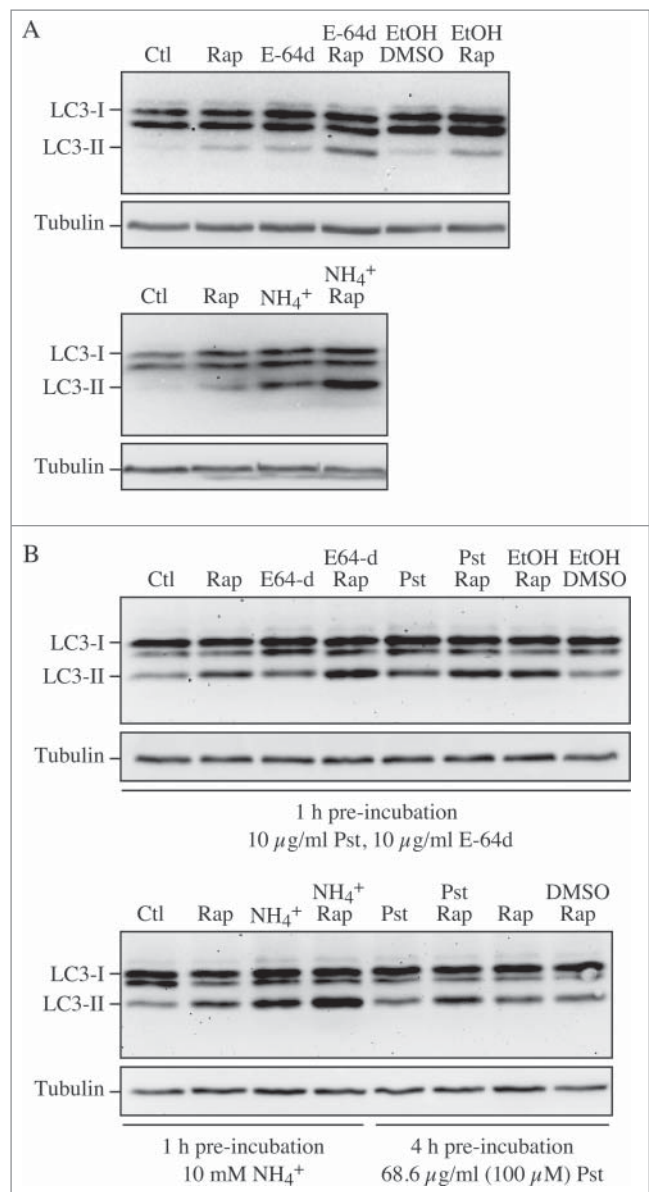 A
E-64d EtOH EtOH
Ctl Rap E-64d Rap DMSO Rap
LC3-I
LC3-II
Tubulin
NH₄⁺
Ctl Rap NH₄⁺ Rap
LC3-I
LC3-II
Tubulin
B
E64-d Pst EtOH EtOH
Ctl Rap E64-d Rap Pst Rap Rap DMSO
LC3-I
LC3-II
Tubulin
1 h pre-incubation
10 µg/ml Pst, 10 µg/ml E-64d
NH₄⁺ Pst DMSO
Ctl Rap NH₄⁺ Rap Pst Rap Rap Rap
LC3-I
LC3-II
Tubulin
1 h pre-incubation 4 h pre-incubation
10 mM NH₄⁺ 68.6 µg/ml (100 µM) Pst